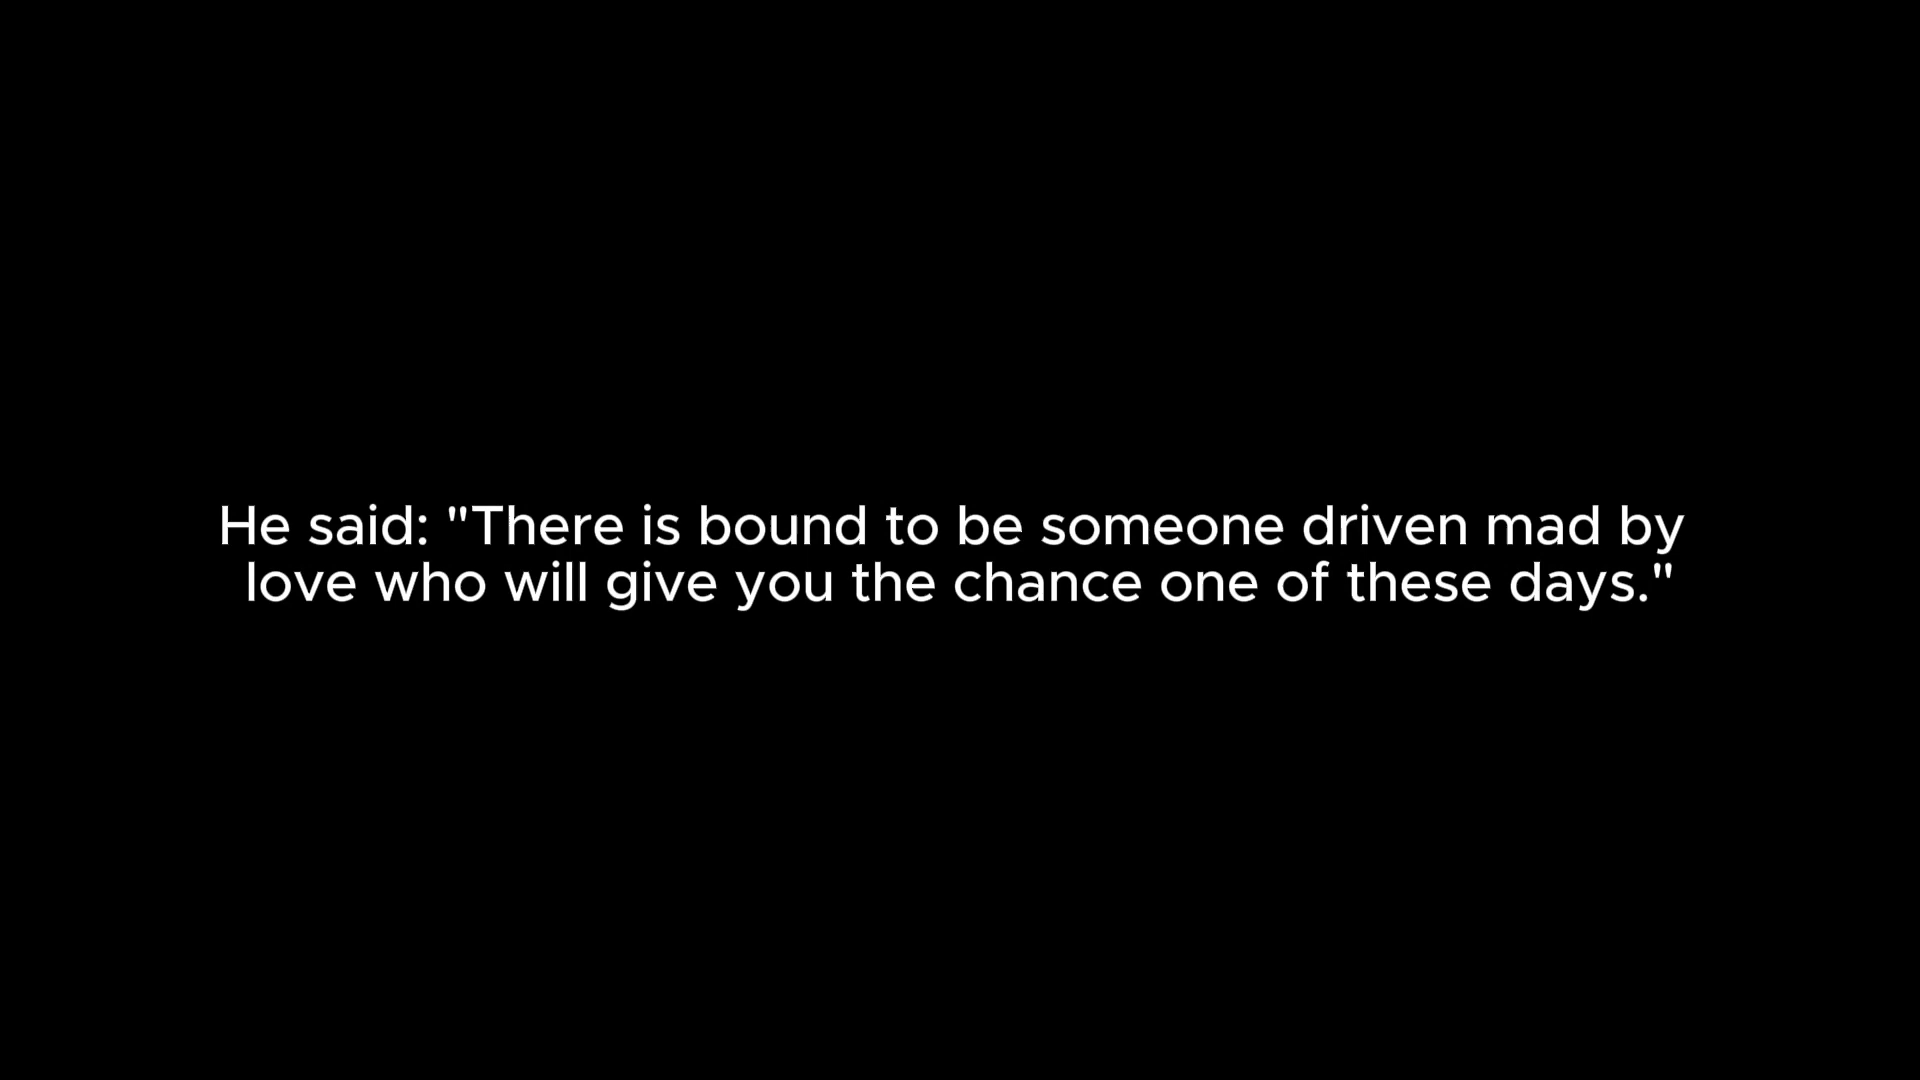 He said: "There is bound to be someone driven mad by
love who will give you the chance one of these days."